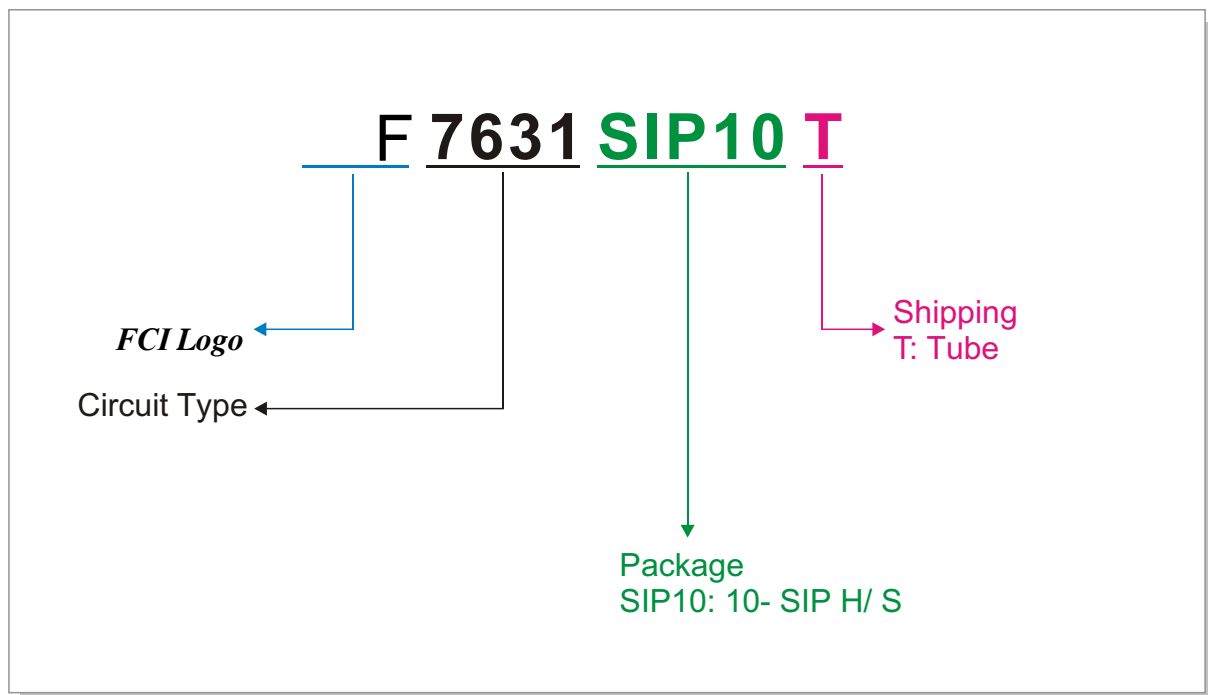 F 7631 SIP10 T
FCI Logo
Circuit Type
Shipping
T: Tube
Package
SIP10: 10- SIP H/ S